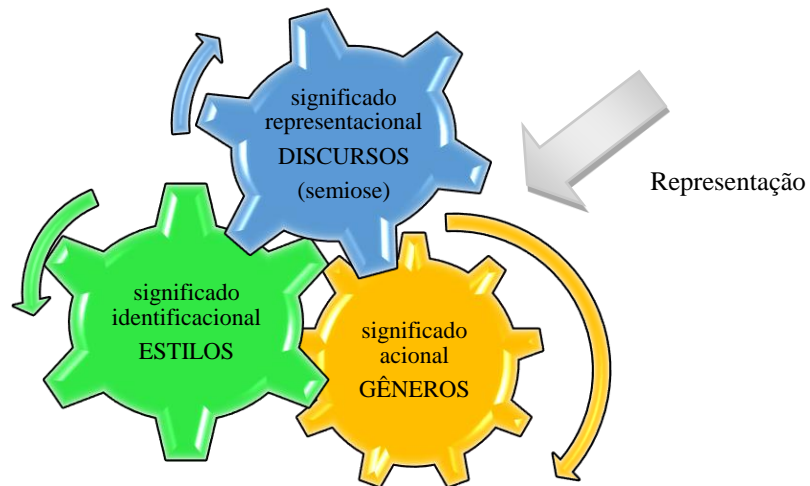 significado
representacional
DISCURSOS
(semiose)
Representação
significado
identificacional
ESTILOS
significado
acional
GÊNEROS